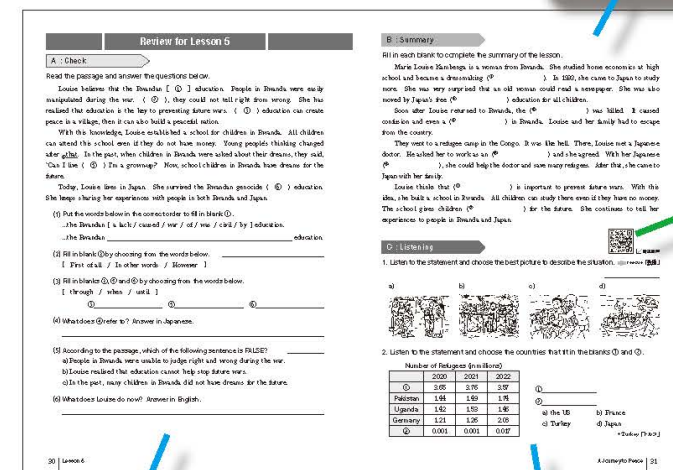 Review for Lesson 5
A : Check
Read the passage and answer the questions below.
Louise believes that the Rwandan [ ① ] education. People in Rwanda were easily
manipulated during the war. ( ② ), they could not tell right from wrong. She has
realised that education is the key to preventing future wars. ( ③ ) education can create
peace in a village, then it can also build a peaceful nation.
With this knowledge, Louise established a school for children in Rwanda. All children
can attend this school even if they do not have money. Young people's thinking changed
after ④that. In the past, when children in Rwanda were asked about their dreams, they said,
"Can I live ( ⑤ ) I'm a grownup? Now, school children in Rwanda have dreams for the
future.
Today, Louise lives in Japan. She survived the Rwandan genocide ( ⑥ ) education.
She keeps sharing her experiences with people in both Rwanda and Japan.
(1) Put the words below in the correct order to fill in blank ①.
...the Rwandan [ a lack / caused / war / of / was / civil / by ] education.
...the Rwandan education.
(2) Fill in blank ② by choosing from the words below.
[ First of all / In other words / However ]
(3) Fill in blanks ③, ⑤ and ⑥ by choosing from the words below.
[ through / when / until ]
③ ⑤ ⑥
(4) What does ④ refer to? Answer in Japanese.
(5) According to the passage, which of the following sentence is FALSE?
a) People in Rwanda were unable to judge right and wrong during the war.
b) Louise realised that education cannot help stop future wars.
c) In the past, many children in Rwanda did not have dreams for the future.
(6) What does Louise do now? Answer in English.
30 Lesson 5
B : Summary
Fill in each blank to complete the summary of the lesson.
Marie Louise Kambenga is a woman from Rwanda. She studied home economics at high
school and became a dressmaking ( ). In 1993, she came to Japan to study
more. She was very surprised that an old woman could read a newspaper. She was also
moved by Japan's free ( ) education for all children.
Soon after Louise returned to Rwanda, the ( ) was killed. It caused
confusion and even a ( ) in Rwanda. Louise and her family had to escape
from the country.
They went to a refugee camp in the Congo. It was like hell. There, Louise met a Japanese
doctor. He asked her to work as an ( ) and she agreed. With her Japanese
( ), she could help the doctor and save many refugees. After that, she came to
Japan with her family.
Louise thinks that ( ) is important to prevent future wars. With this
idea, she built a school in Rwanda. All children can study there even if they have no money.
The school gives children ( ) for the future. She continues to tell her
experiences to people in Rwanda and Japan.
C : Listening
1. Listen to the statement and choose the best picture to describe the situation.
a) b) c) d)
2. Listen to the statement and choose the countries that fit in the blanks ① and ②.
Number of Refugees (in millions)
2020 2021 2022
① 3.65 3.76 3.57
Pakistan 1.44 1.49 1.74
Uganda 1.42 1.53 1.46
Germany 1.21 1.26 2.08
② 0.001 0.001 0.017
①
②
a) the US b) France
c) Turkey d) Japan
A Journey to Peace 31